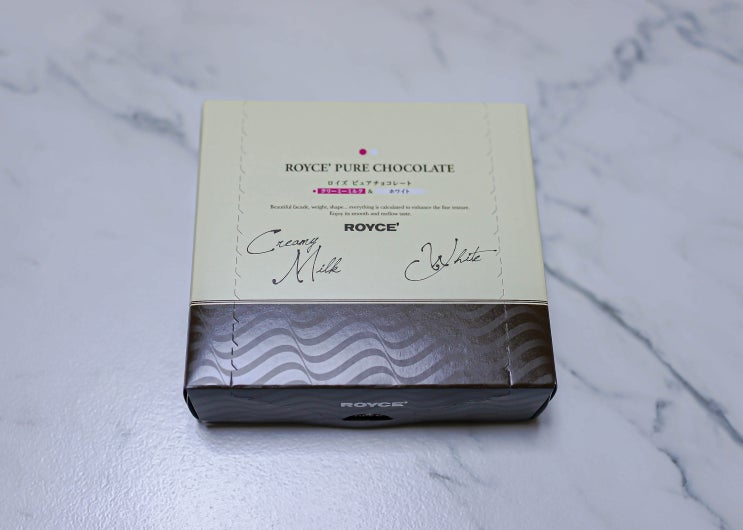 ROYCE' PURE CHOCOLATE
ロイズ ピュアチョコレート
クリーミーミルク & ホワイト
Beautiful facade, weight, shape... everything is calculated to enhance the fine texture.
Enjoy its smooth and mellow taste.
ROYCE'
Creamy Milk
White
ROYCE'